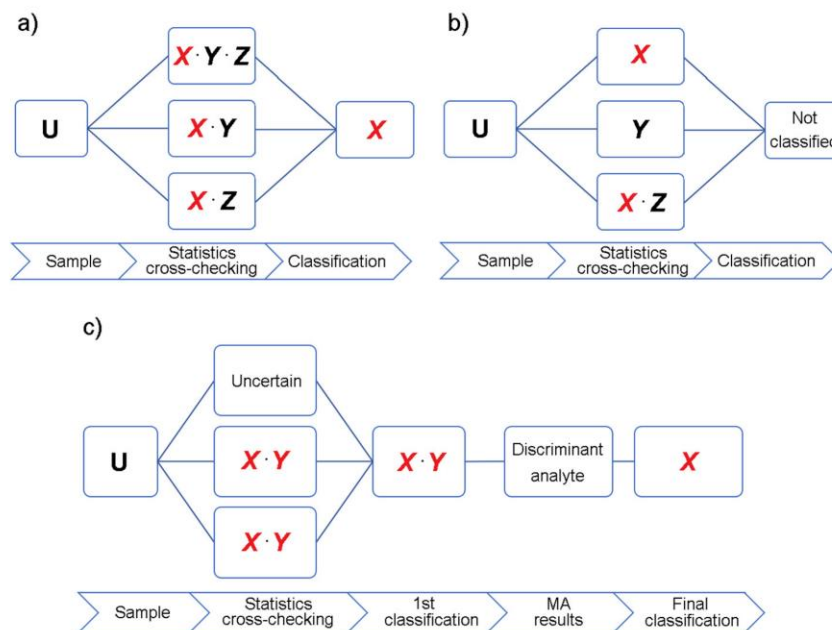 a)
U
X · Y · Z
X · Y
X · Z
X
Sample
Statistics
cross-checking
Classification
b)
U
X
Y
X · Z
Not
classified
Sample
Statistics
cross-checking
Classification
c)
U
Uncertain
X · Y
X · Y
X · Y
Discriminant
analyte
X
Sample
Statistics
cross-checking
1st
classification
MA
results
Final
classification